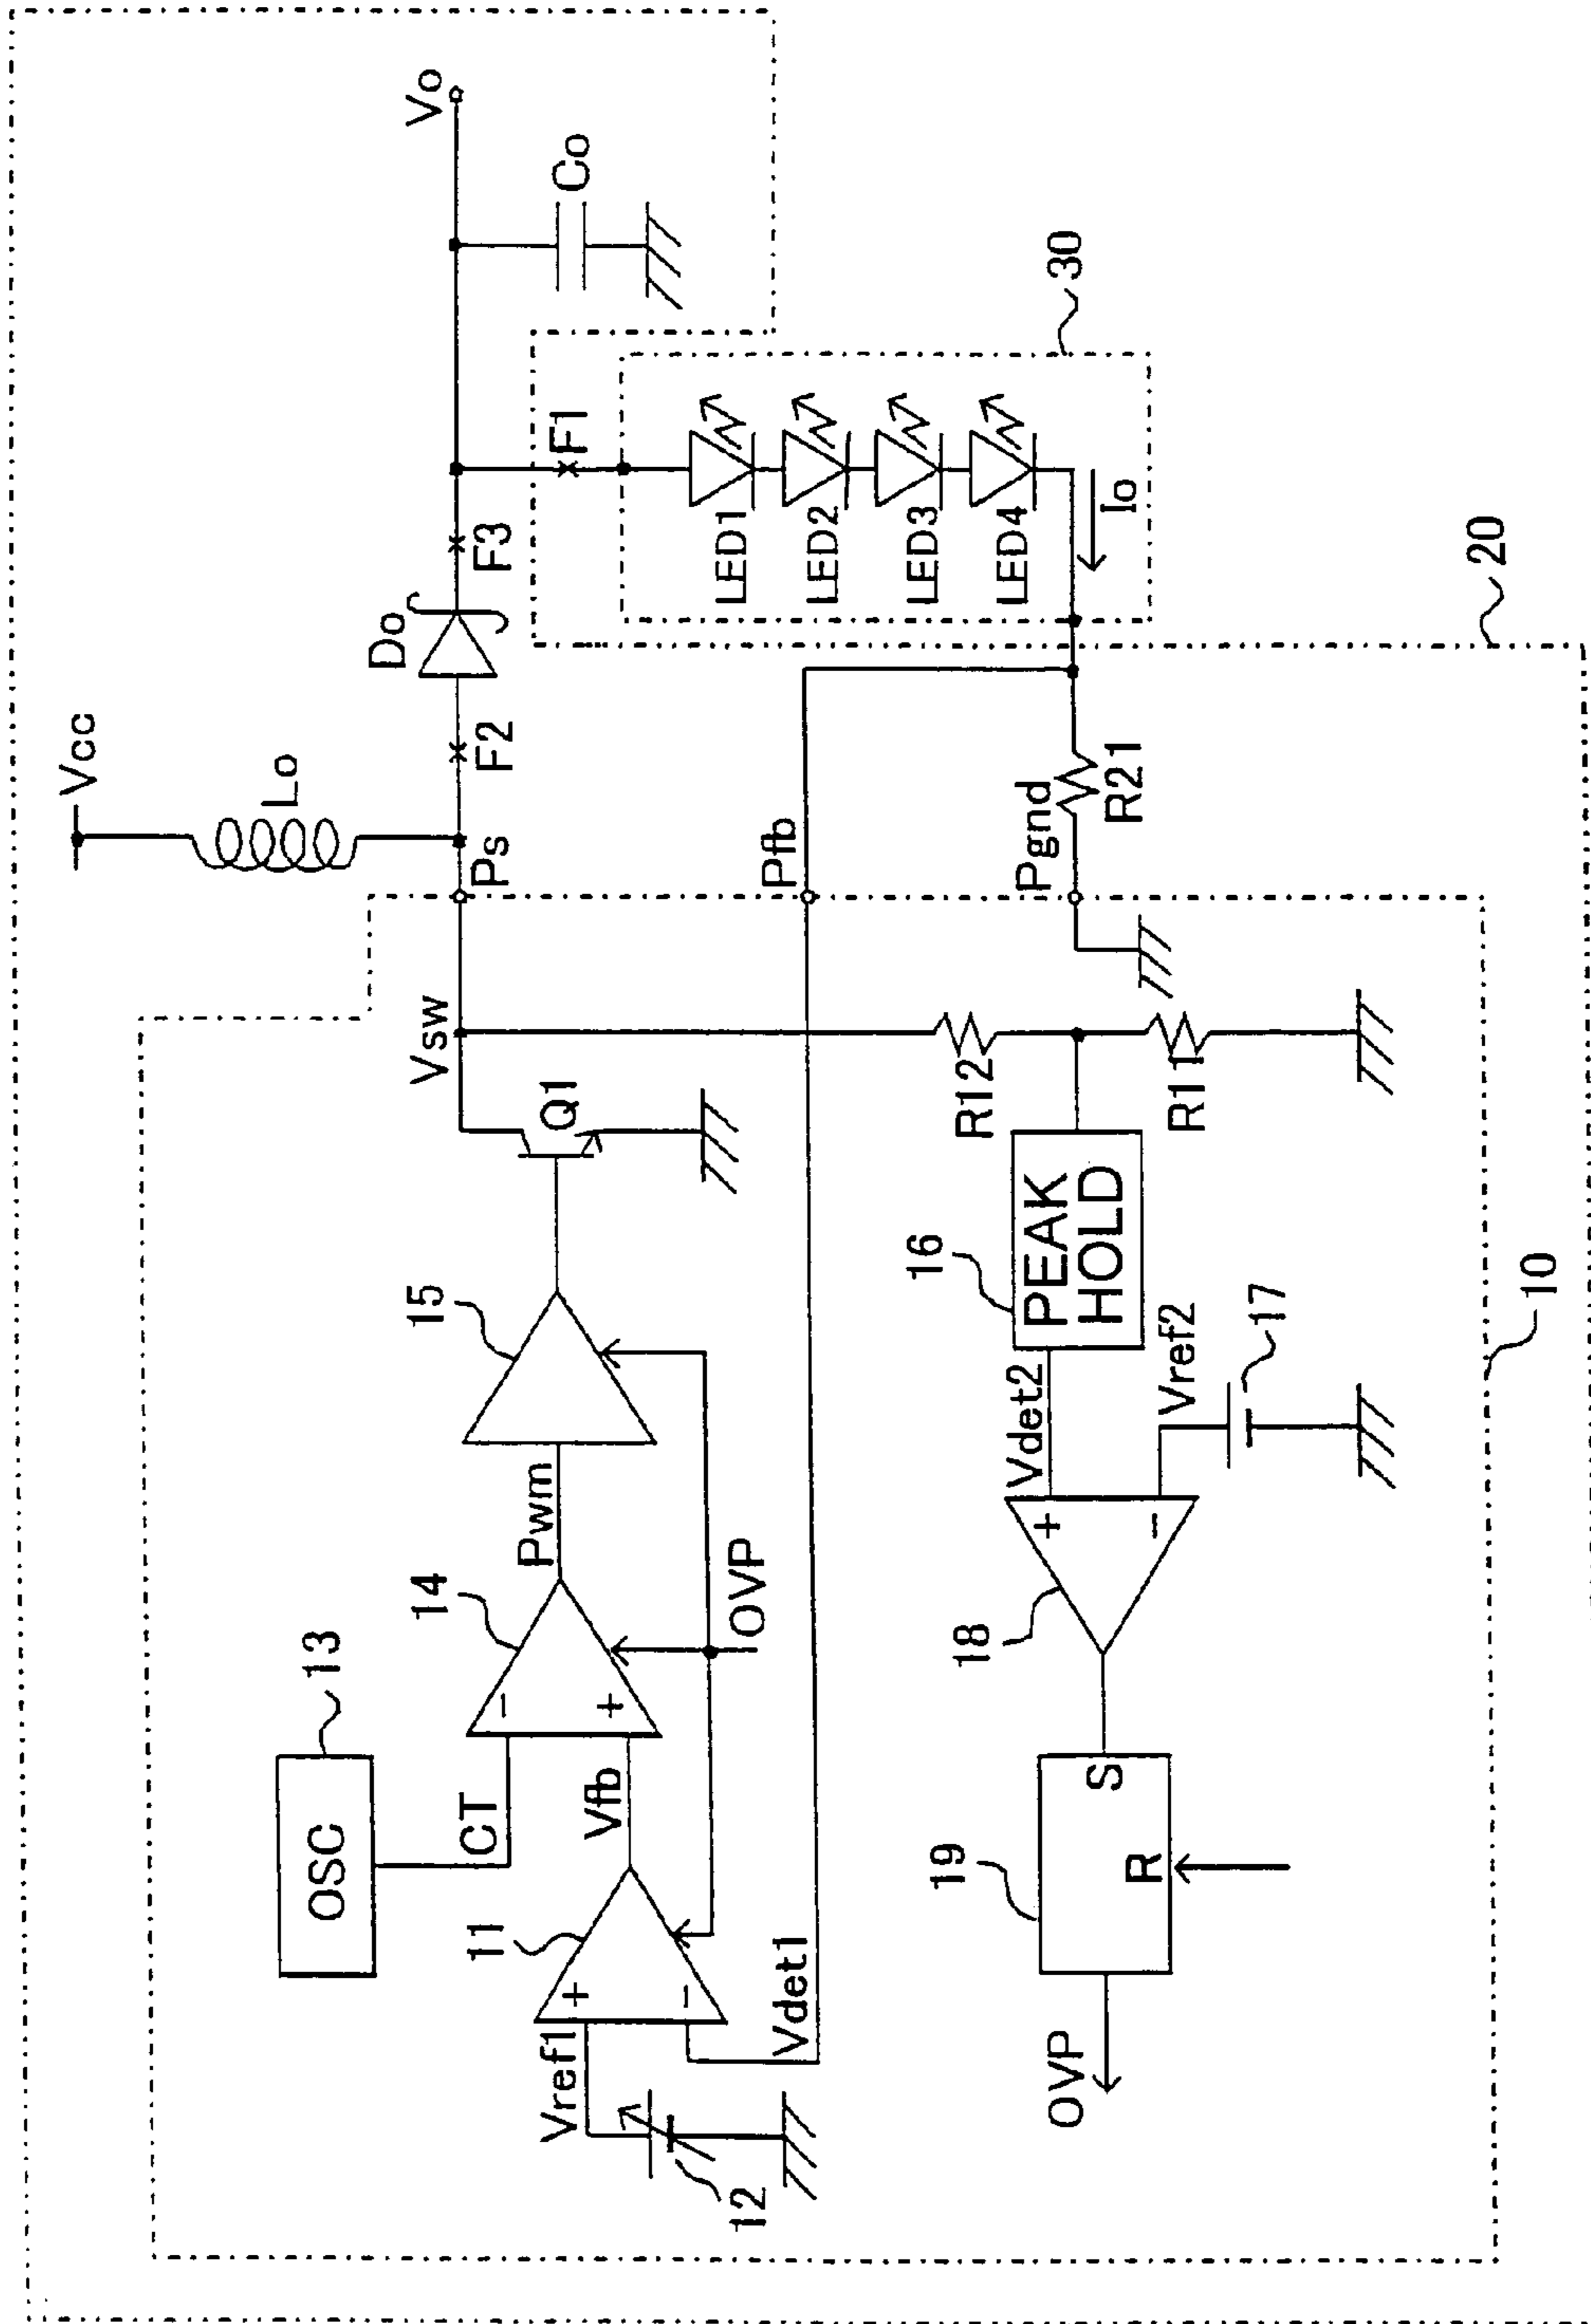 Vcc
Lo
Vo
Do
F2
F3
Co
Ps
Vsw
F1
30
LED1
LED2
LED3
LED4
Io
20
Q1
15
13
OSC
14
Pwm
CT
Vfb
11
Vref1
12
OVP
Vdet1
Pfb
Pgnd
R21
R12
R11
16
PEAK
HOLD
Vdet2
Vref2
17
18
19
S
R
OVP
10
+
-
-
+
+
-